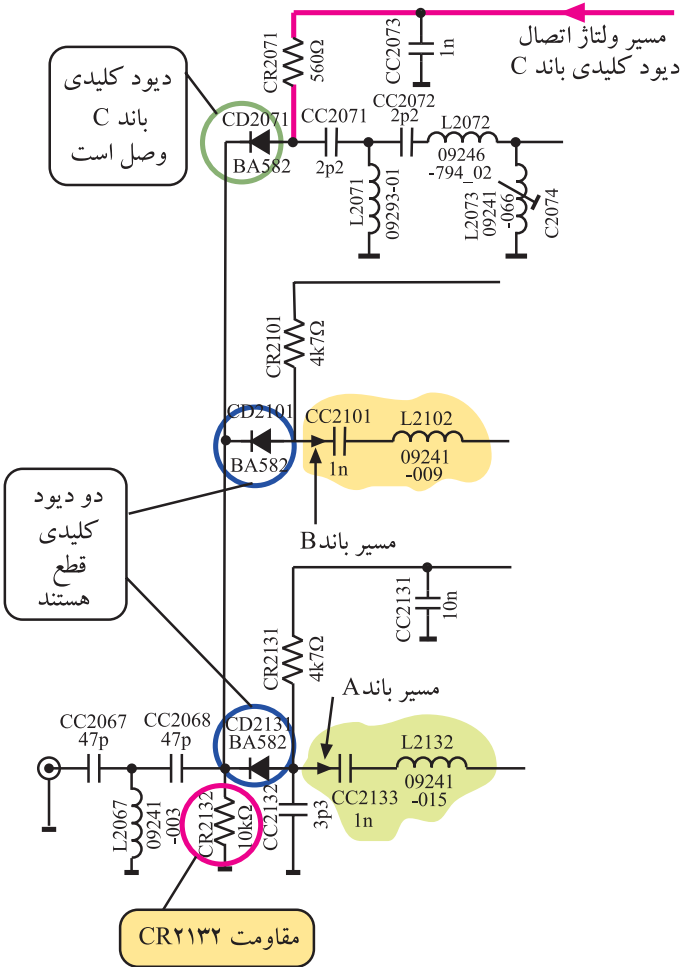 مسیر ولتاژ اتصال
دیود کلیدی باند C
دیود کلیدی
باند C
وصل است
CR2071
560Ω
CC2073
1n
CD2071
BA582
CC2071
2p2
CC2072
2p2
L2072
09246
-794_02
L2071
09293-01
L2073
09241
-066
C2074
CR2101
4k7Ω
CD2101
BA582
CC2101
1n
L2102
09241
-009
مسیر باند B
دو دیود
کلیدی
قطع
هستند
CC2131
10n
CR2131
4k7Ω
مسیر باند A
CC2067
47p
CC2068
47p
CD2131
BA582
L2132
09241
-015
CC2133
1n
L2067
09241
-003
CR2132
10kΩ
CC2132
3p3
مقاومت CR۲۱۳۲